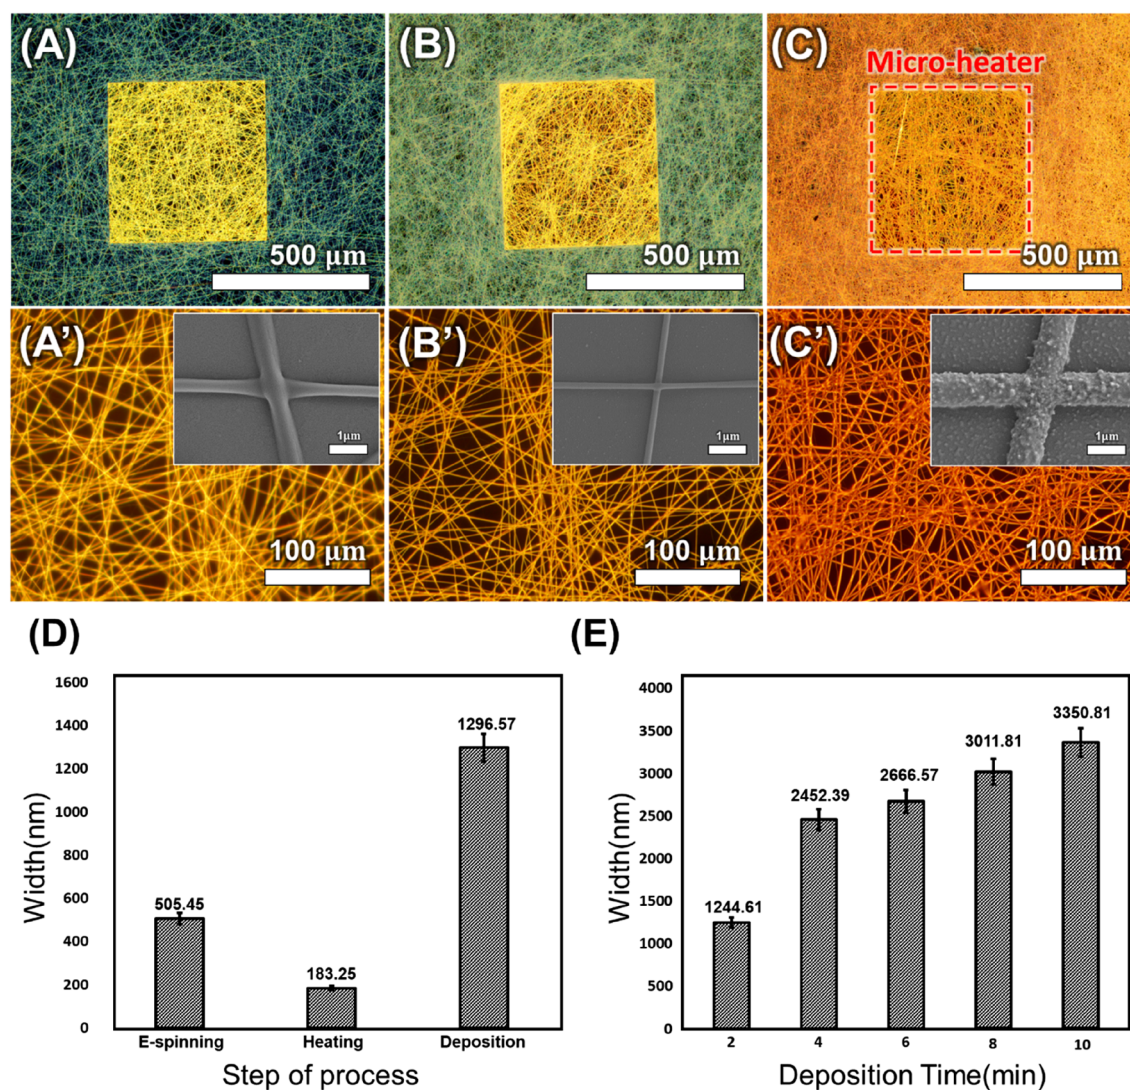 (A)
500 µm
(B)
500 µm
(C)
Micro-heater
500 µm
(A')
1µm
100 µm
(B')
1µm
100 µm
(C')
1µm
100 µm
(D)
Width(nm)
1600
1400
1200
1000
800
600
400
200
0
505.45
183.25
1296.57
E-spinning Heating Deposition
Step of process
(E)
Width(nm)
4000
3500
3000
2500
2000
1500
1000
500
0
1244.61
2452.39
2666.57
3011.81
3350.81
2 4 6 8 10
Deposition Time(min)